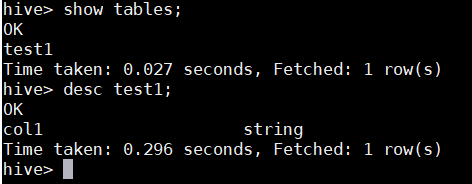 hive> show tables;
OK
test1
Time taken: 0.027 seconds, Fetched: 1 row(s)
hive> desc test1;
OK
col1                    string
Time taken: 0.296 seconds, Fetched: 1 row(s)
hive>